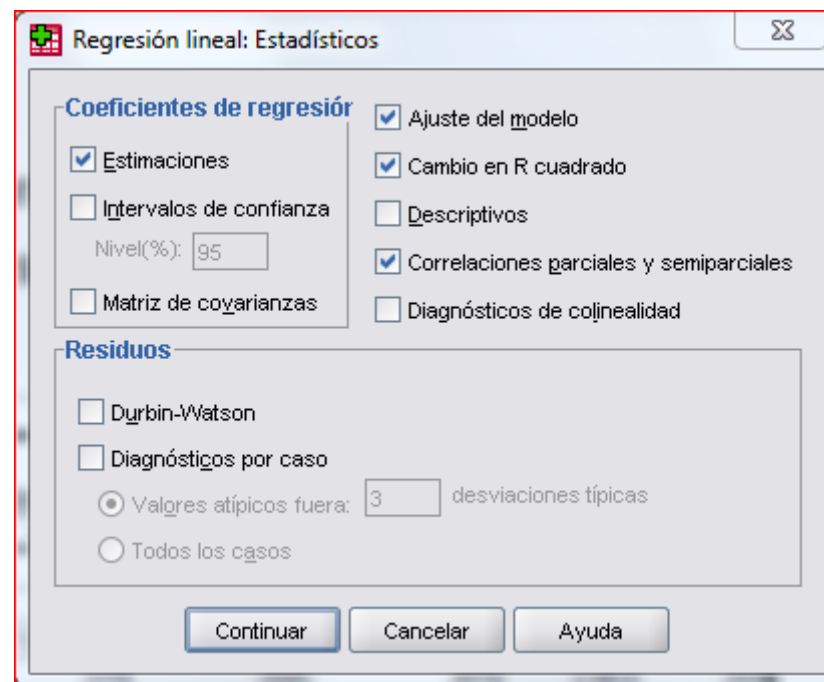 Regresión lineal: Estadísticos
Coeficientes de regresiór
Estimaciones
Intervalos de confianza
Nivel(%): 95
Matriz de covarianzas
Ajuste del modelo
Cambio en R cuadrado
Descriptivos
Correlaciones parciales y semiparciales
Diagnósticos de colinealidad
Residuos
Durbin-Watson
Diagnósticos por caso
Valores atípicos fuera: 3 desviaciones típicas
Todos los casos
Continuar Cancelar Ayuda